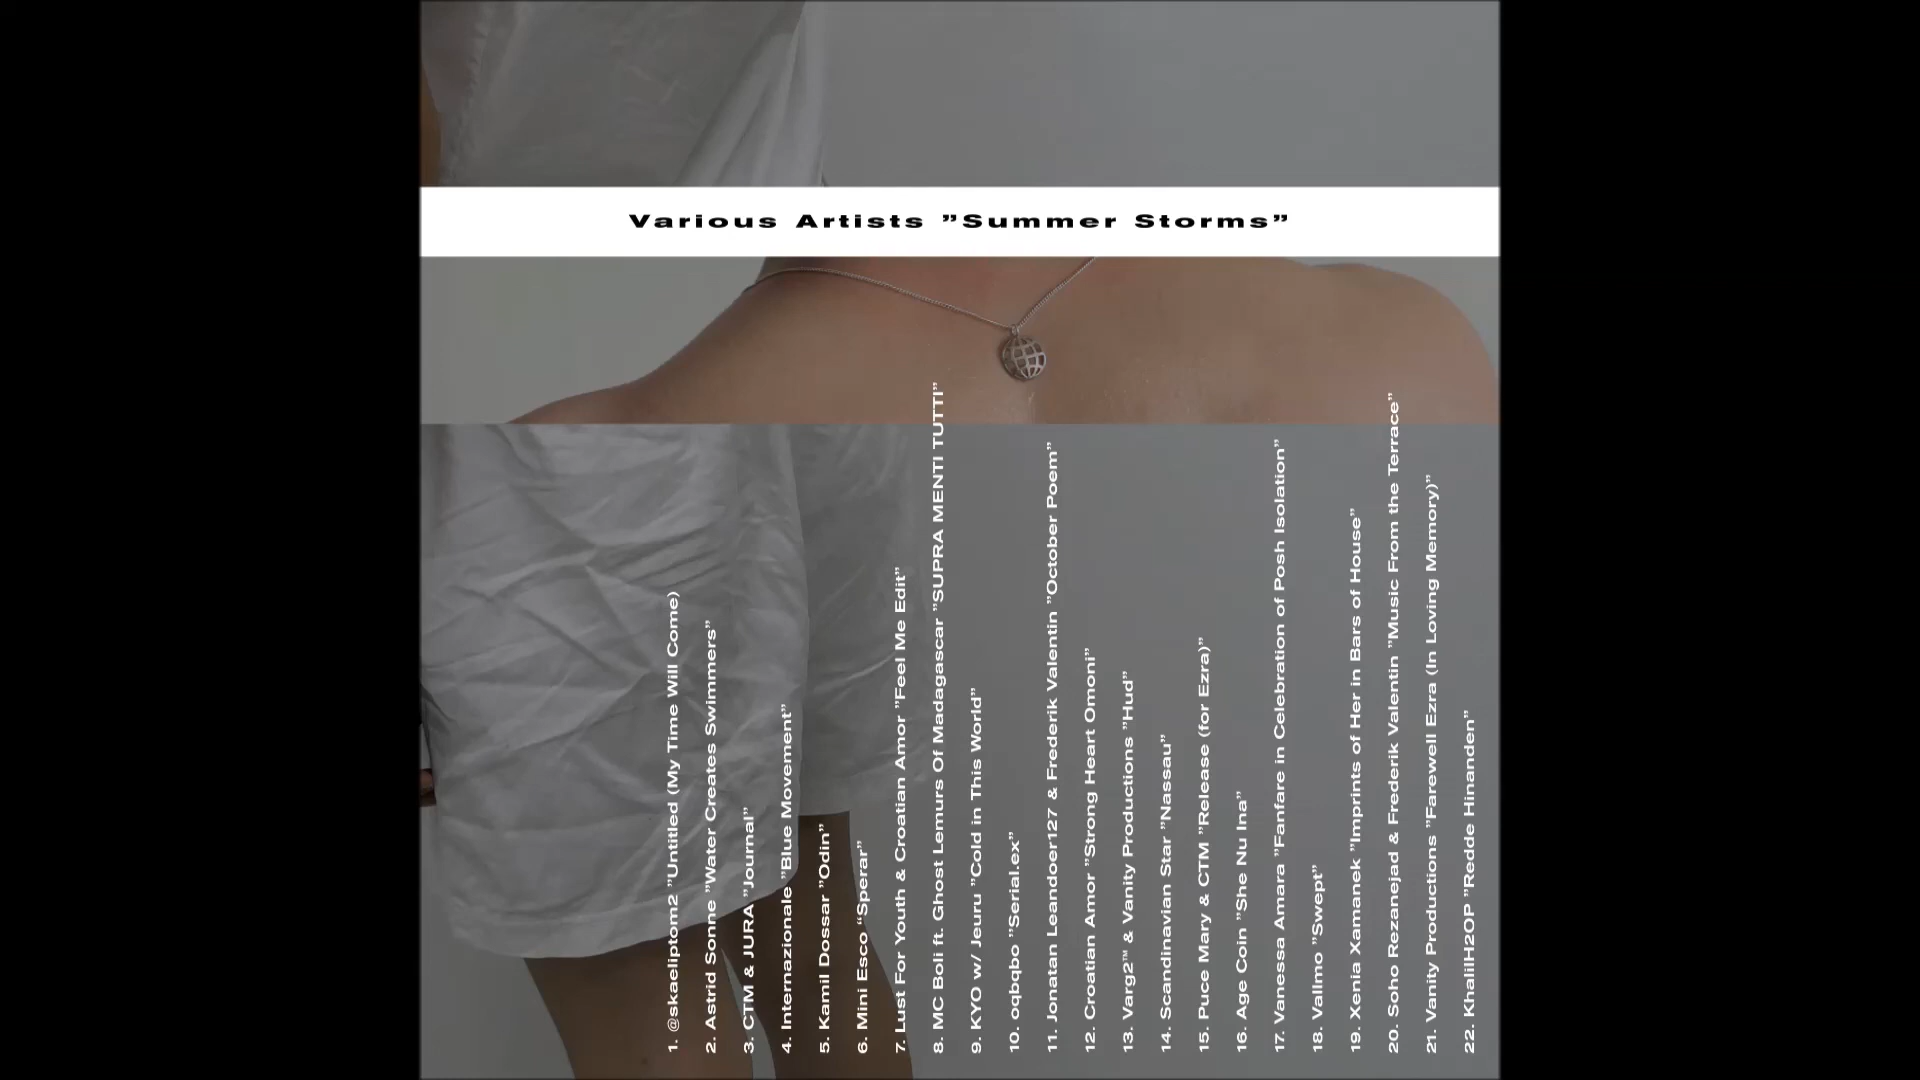 Various Artists ”Summer Storms”
1. @skaeliptom2 ”Untitled (My Time Will Come)
2. Astrid Sonne ”Water Creates Swimmers”
3. CTM & JURA ”Journal”
4. Internazionale ”Blue Movement”
5. Kamil Dossar ”Odin”
6. Mini Esco “Sperar”
7. Lust For Youth & Croatian Amor ”Feel Me Edit”
8. MC Boli ft. Ghost Lemurs Of Madagascar ”SUPRA MENTI TUTTI”
9. KYO w/ Jeuru ”Cold in This World”
10. oqbqbo ”Serial.ex”
11. Jonatan Leandoer127 & Frederik Valentin ”October Poem”
12. Croatian Amor ”Strong Heart Omoni”
13. Varg2™ & Vanity Productions ”Hud”
14. Scandinavian Star ”Nassau”
15. Puce Mary & CTM ”Release (for Ezra)”
16. Age Coin ”She Nu Ina”
17. Vanessa Amara ”Fanfare in Celebration of Posh Isolation”
18. Vallmo ”Swept”
19. Xenia Xamanek ”Imprints of Her in Bars of House”
20. Soho Rezanejad & Frederik Valentin ”Music From the Terrace”
21. Vanity Productions ”Farewell Ezra (In Loving Memory)”
22. KhalilH2OP ”Redde Hinanden”